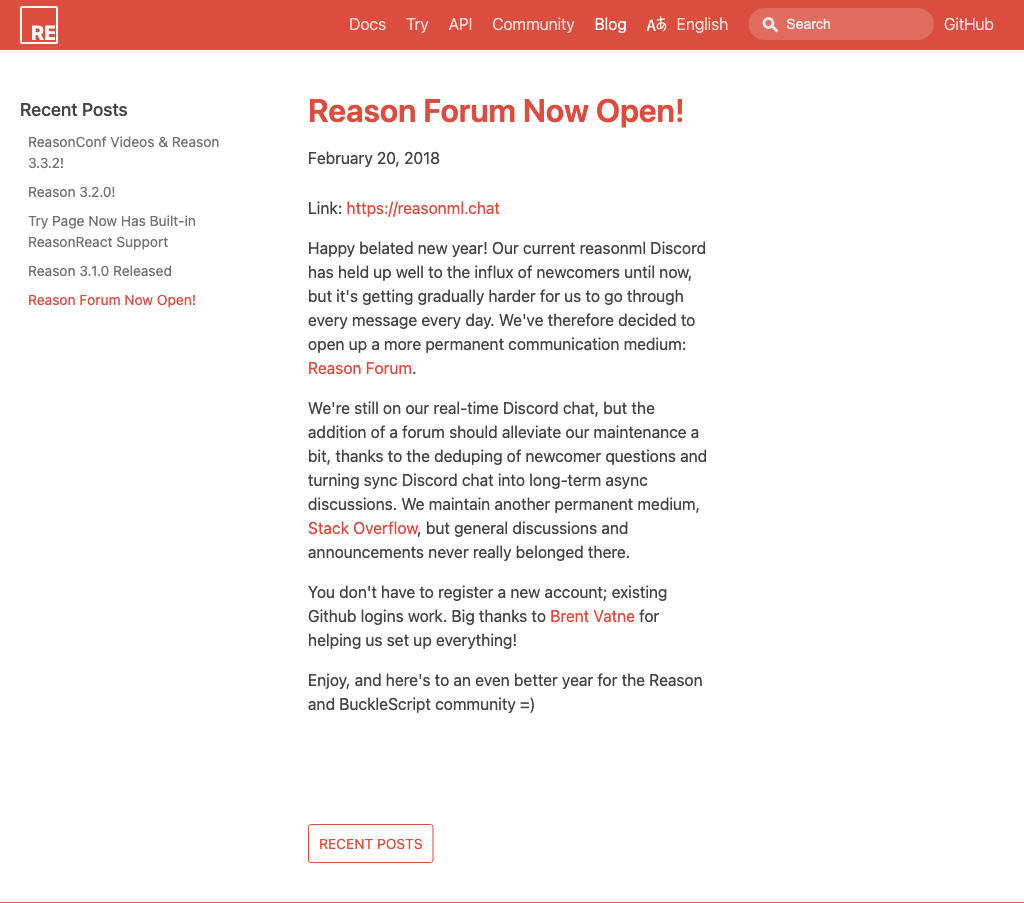 RE
Docs
Try
API
Community
Blog
Aあ English
Search
GitHub
Recent Posts
ReasonConf Videos & Reason
3.3.2!
Reason 3.2.0!
Try Page Now Has Built-in
ReasonReact Support
Reason 3.1.0 Released
Reason Forum Now Open!
Reason Forum Now Open!
February 20, 2018
Link: https://reasonml.chat
Happy belated new year! Our current reasonml Discord
has held up well to the influx of newcomers until now,
but it's getting gradually harder for us to go through
every message every day. We've therefore decided to
open up a more permanent communication medium:
Reason Forum.
We're still on our real-time Discord chat, but the
addition of a forum should alleviate our maintenance a
bit, thanks to the deduping of newcomer questions and
turning sync Discord chat into long-term async
discussions. We maintain another permanent medium,
Stack Overflow, but general discussions and
announcements never really belonged there.
You don't have to register a new account; existing
Github logins work. Big thanks to Brent Vatne for
helping us set up everything!
Enjoy, and here's to an even better year for the Reason
and BuckleScript community =)
RECENT POSTS